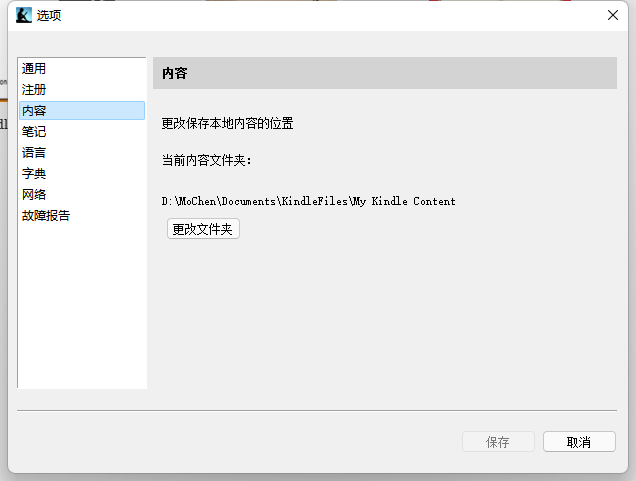 选项
通用
注册
内容
笔记
语言
字典
网络
故障报告
内容
更改保存本地内容的位置
当前内容文件夹:
D:\MoChen\Documents\KindleFiles\My Kindle Content
更改文件夹
保存
取消